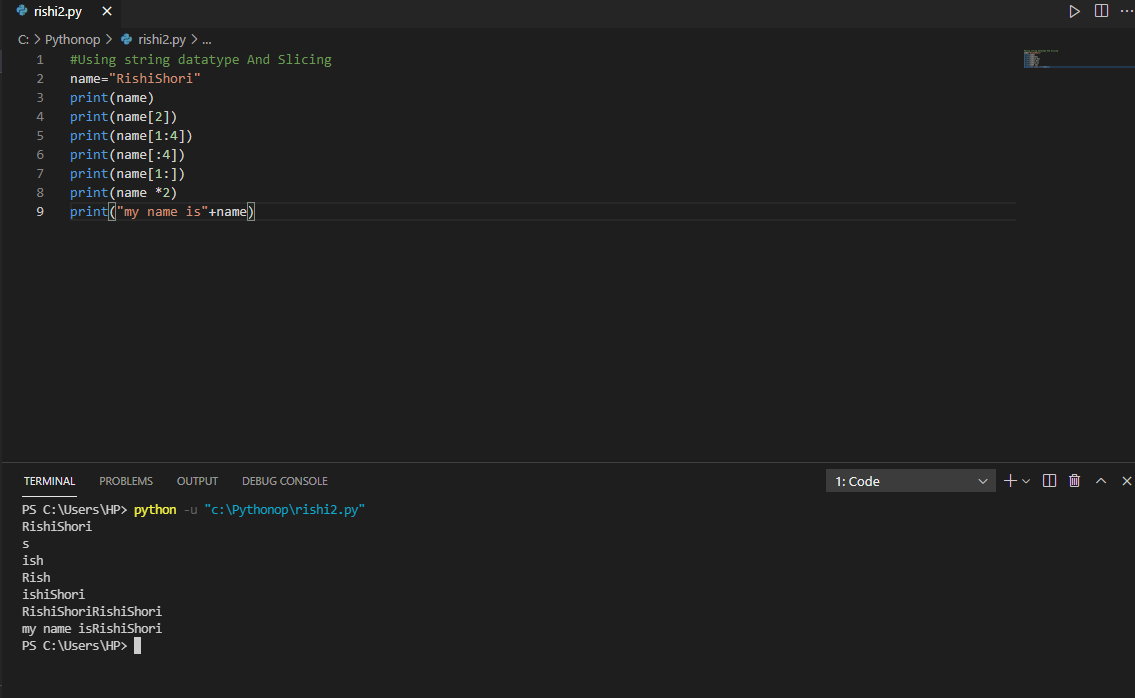 rishi2.py
C: > Pythonop > rishi2.py > ...
1 #Using string datatype And Slicing
2 name="RishiShori"
3 print(name)
4 print(name[2])
5 print(name[1:4])
6 print(name[:4])
7 print(name[1:])
8 print(name *2)
9 print("my name is"+name)
TERMINAL PROBLEMS OUTPUT DEBUG CONSOLE 1: Code
PS C:\Users\HP> python -u "c:\Pythonop\rishi2.py"
RishiShori
s
ish
Rish
ishiShori
RishiShoriRishiShori
my name isRishiShori
PS C:\Users\HP>